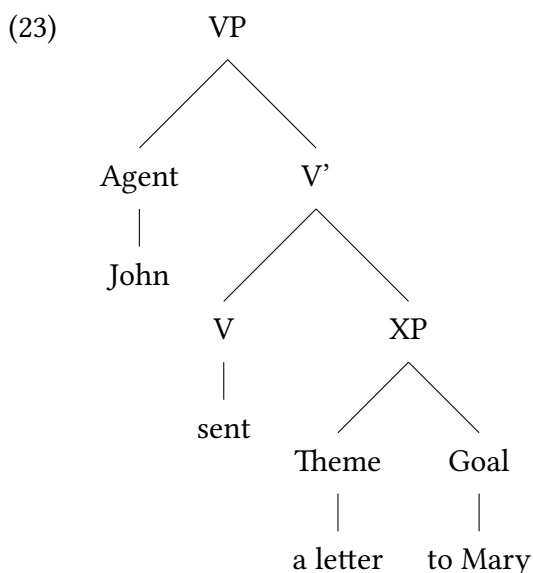 (23) VP
Agent V’
John
V XP
sent
Theme Goal
a letter to Mary